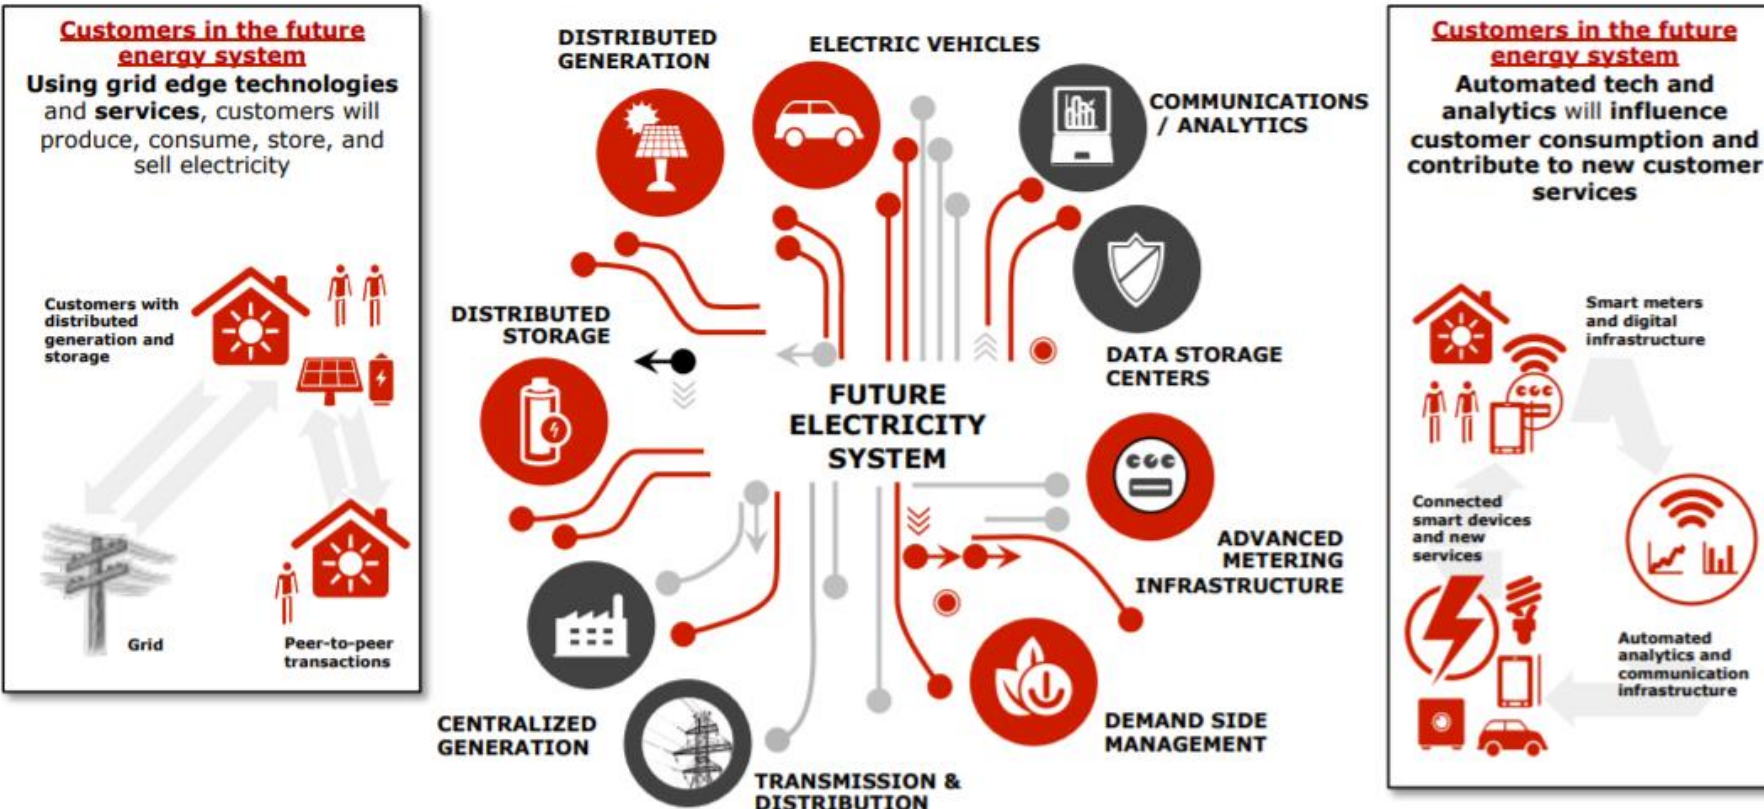 Customers in the future
energy system
Using grid edge technologies
and services, customers will
produce, consume, store, and
sell electricity
Customers with
distributed
generation and
storage
Grid
Peer-to-peer
transactions
DISTRIBUTED
GENERATION
ELECTRIC VEHICLES
COMMUNICATIONS
/ ANALYTICS
DISTRIBUTED
STORAGE
DATA STORAGE
CENTERS
FUTURE
ELECTRICITY
SYSTEM
ADVANCED
METERING
INFRASTRUCTURE
CENTRALIZED
GENERATION
DEMAND SIDE
MANAGEMENT
TRANSMISSION &
DISTRIBUTION
Customers in the future
energy system
Automated tech and
analytics will influence
customer consumption and
contribute to new customer
services
Smart meters
and digital
infrastructure
Connected
smart devices
and new
services
Automated
analytics and
communication
infrastructure